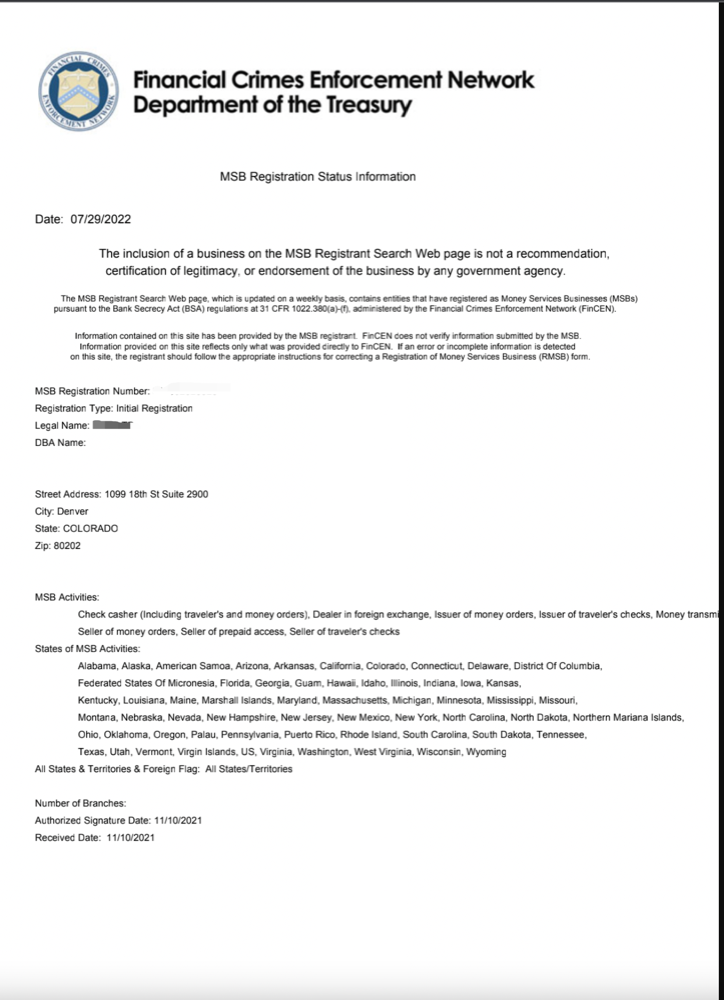 FINANCIAL CRIMES
ENFORCEMENT NETWORK
Financial Crimes Enforcement Network
Department of the Treasury
MSB Registration Status Information
Date: 07/29/2022
The inclusion of a business on the MSB Registrant Search Web page is not a recommendation,
certification of legitimacy, or endorsement of the business by any government agency.
The MSB Registrant Search Web page, which is updated on a weekly basis, contains entities that have registered as Money Services Businesses (MSBs)
pursuant to the Bank Secrecy Act (BSA) regulations at 31 CFR 1022.380(a)-(f), administered by the Financial Crimes Enforcement Network (FinCEN).
Information contained on this site has been provided by the MSB registrant. FinCEN does not verify information submitted by the MSB.
Information provided on this site reflects only what was provided directly to FinCEN. If an error or incomplete information is detected
on this site, the registrant should follow the appropriate instructions for correcting a Registration of Money Services Business (RMSB) form.
MSB Registration Number:
Registration Type: Initial Registration
Legal Name:
DBA Name:
Street Address: 1099 18th St Suite 2900
City: Denver
State: COLORADO
Zip: 80202
MSB Activities:
Check casher (Including traveler's and money orders), Dealer in foreign exchange, Issuer of money orders, Issuer of traveler's checks, Money transmi
Seller of money orders, Seller of prepaid access, Seller of traveler's checks
States of MSB Activities:
Alabama, Alaska, American Samoa, Arizona, Arkansas, California, Colorado, Connecticut, Delaware, District Of Columbia,
Federated States Of Micronesia, Florida, Georgia, Guam, Hawaii, Idaho, Illinois, Indiana, Iowa, Kansas,
Kentucky, Louisiana, Maine, Marshall Islands, Maryland, Massachusetts, Michigan, Minnesota, Mississippi, Missouri,
Montana, Nebraska, Nevada, New Hampshire, New Jersey, New Mexico, New York, North Carolina, North Dakota, Northern Mariana Islands,
Ohio, Oklahoma, Oregon, Palau, Pennsylvania, Puerto Rico, Rhode Island, South Carolina, South Dakota, Tennessee,
Texas, Utah, Vermont, Virgin Islands, US, Virginia, Washington, West Virginia, Wisconsin, Wyoming
All States & Territories & Foreign Flag: All States/Territories
Number of Branches:
Authorized Signature Date: 11/10/2021
Received Date: 11/10/2021